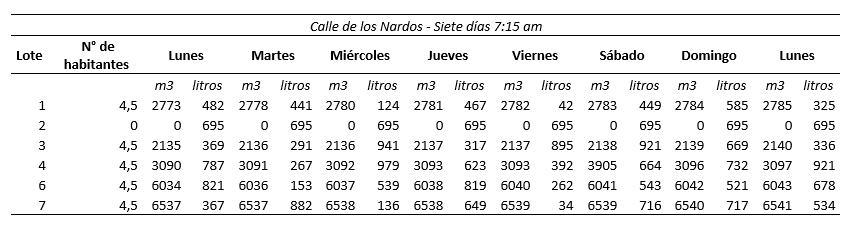 Calle de los Nardos - Siete días 7:15 am
Lote N° de habitantes Lunes Martes Miércoles Jueves Viernes Sábado Domingo Lunes
m3 litros m3 litros m3 litros m3 litros m3 litros m3 litros m3 litros m3 litros
1 4,5 2773 482 2778 441 2780 124 2781 467 2782 42 2783 449 2784 585 2785 325
2 0 0 695 0 695 0 695 0 695 0 695 0 695 0 695 0 695
3 4,5 2135 369 2136 291 2136 941 2137 317 2137 895 2138 921 2139 669 2140 336
4 4,5 3090 787 3091 267 3092 979 3093 623 3093 392 3905 664 3096 732 3097 921
6 4,5 6034 821 6036 153 6037 539 6038 819 6040 262 6041 543 6042 521 6043 678
7 4,5 6537 367 6537 882 6538 136 6538 649 6539 34 6539 716 6540 717 6541 534